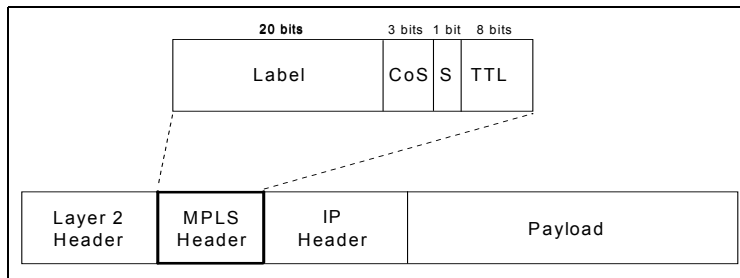 20 bits 3 bits 1 bit 8 bits
Label CoS S TTL
Layer 2 Header
MPLS Header
IP Header
Payload